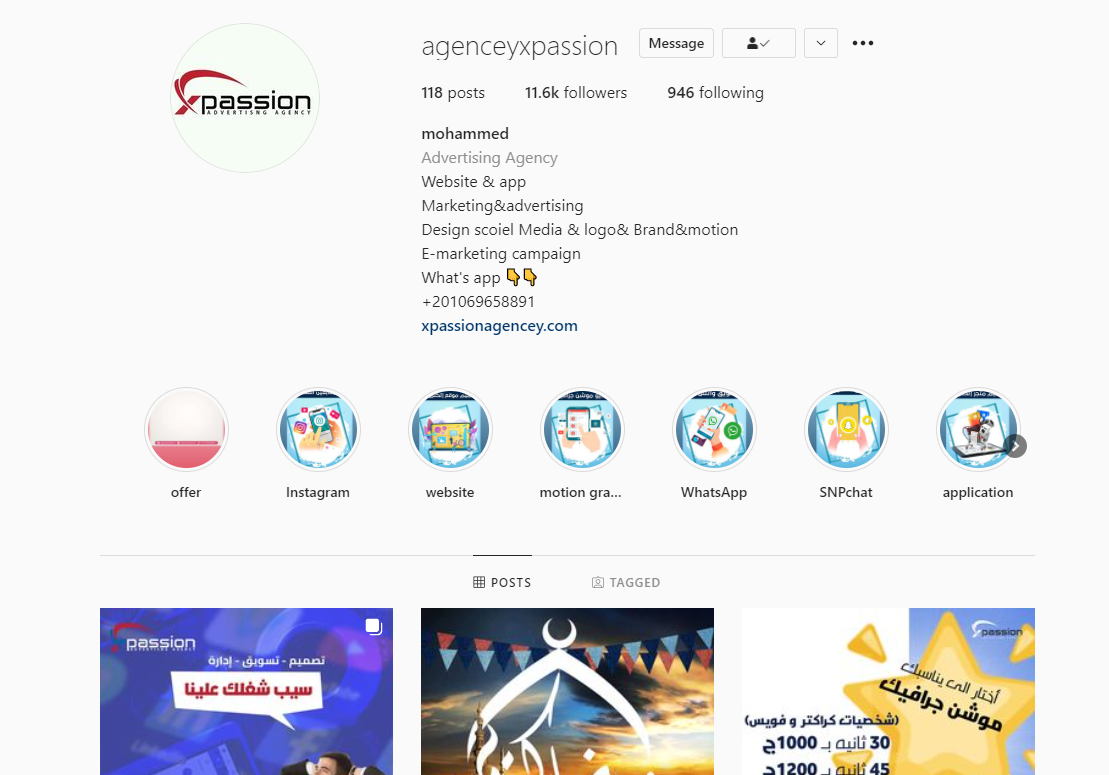 xpassion
ADVERTISNG AGENCY
agenceyxpassion
Message
118 posts
11.6k followers
946 following
mohammed
Advertising Agency
Website & app
Marketing&advertising
Design scoiel Media & logo& Brand&motion
E-marketing campaign
What's app 👇👇
+201069658891
xpassionagencey.com
offer
Instagram
website
motion gra...
WhatsApp
SNPchat
application
POSTS
TAGGED
xpassion
تصميم - تسويق - إدارة
سيب شغلك علينا
xpassion
أختار الى يناسبك
موشن جرافيك
(شخصيات كراكتر و فويس)
30 ثانيه بـ 1000ج
45 ثانيه بـ 1200ج